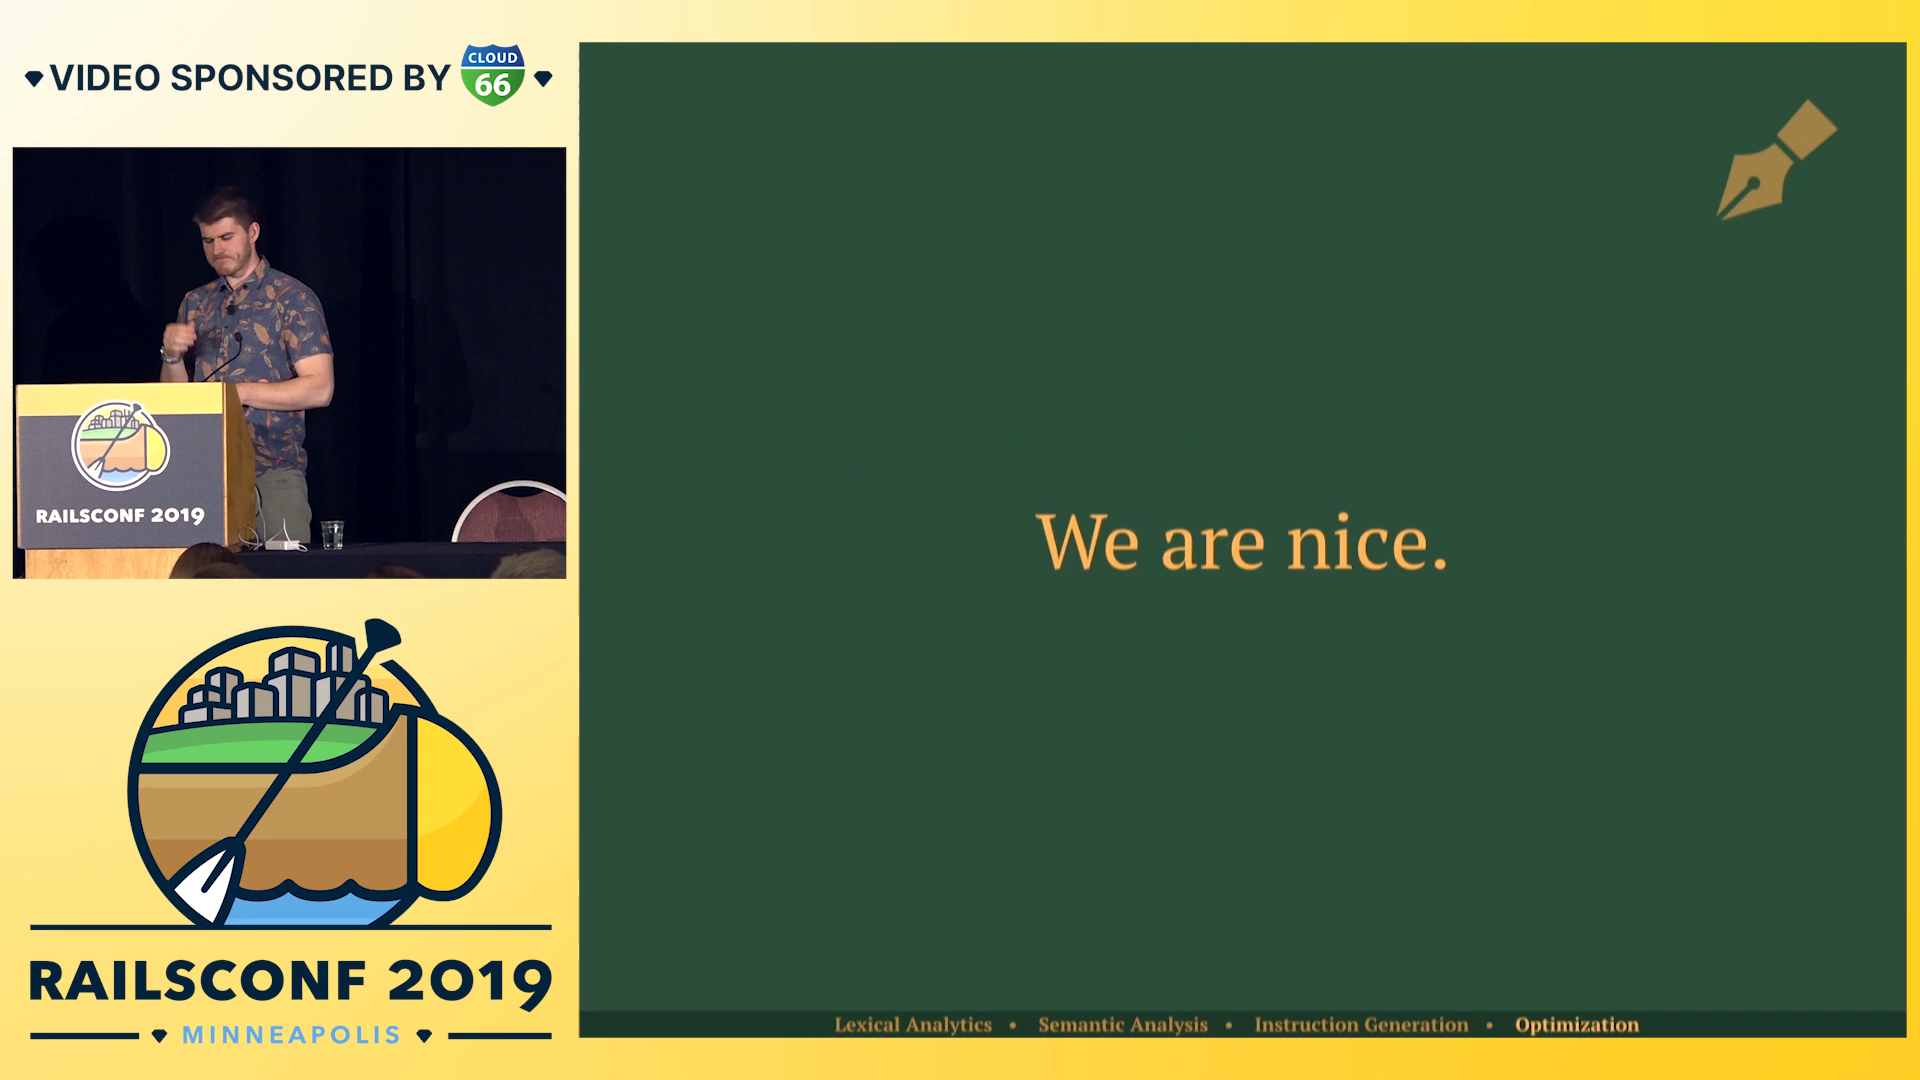 VIDEO SPONSORED BY
CLOUD
66
RAILSCONF 2019
RAILSCONF 2019
MINNEAPOLIS
We are nice.
Lexical Analytics • Semantic Analysis • Instruction Generation • Optimization